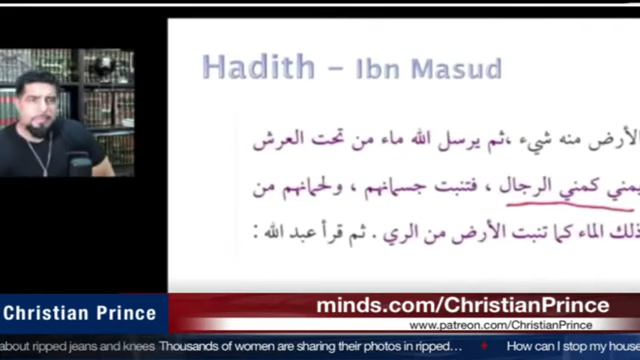 Hadith – Ibn Masud
الأرض منه شيء ،ثم يرسل الله ماء من تحت العرش
يمني كمني الرجال ، فتنبت جسمانهم ، ولحمانهم من
ذلك الماء كما تنبت الأرض من الري . ثم قرأ عبد الله :
Christian Prince
minds.com/ChristianPrince
www.patreon.com/ChristianPrince
about ripped jeans and knees Thousands of women are sharing their photos in ripped... How can I stop my house